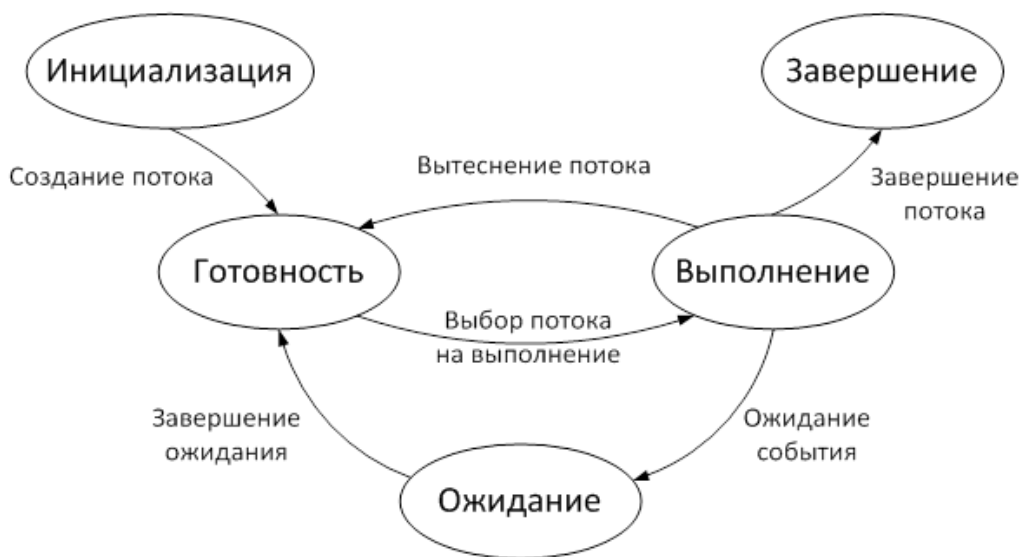 Инициализация
Завершение
Создание потока
Вытеснение потока
Завершение
потока
Готовность
Выполнение
Выбор потока
на выполнение
Завершение
ожидания
Ожидание
события
Ожидание